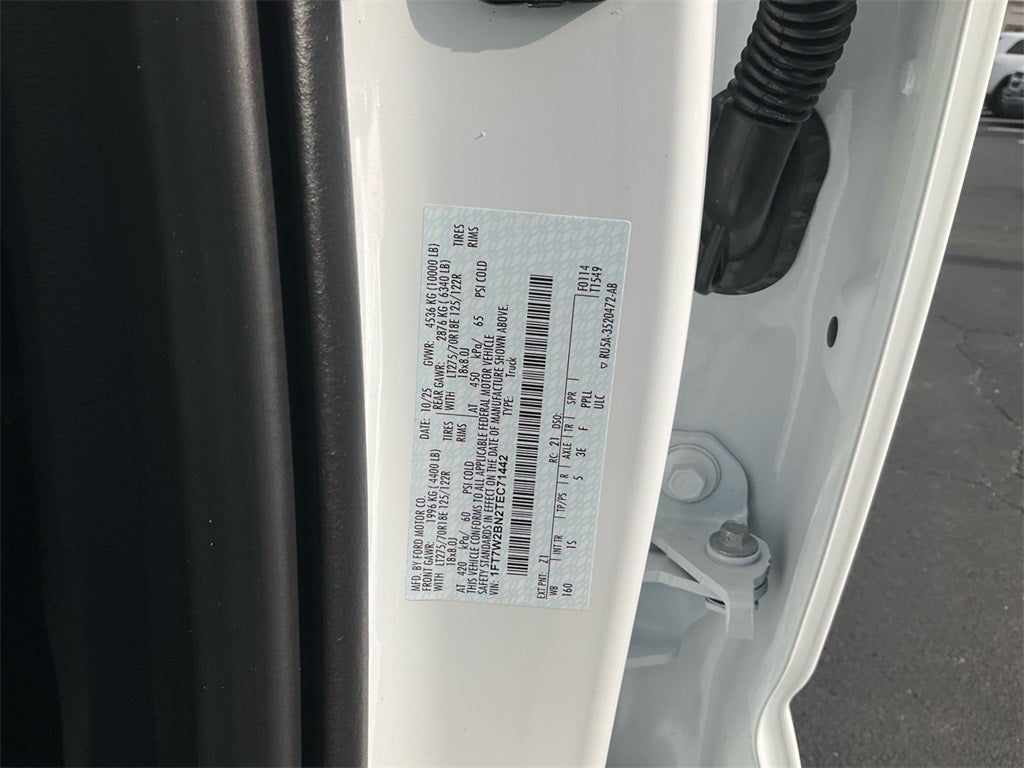 MFD. BY FORD MOTOR CO. DATE: 10/25 GVWR: 4536 KG (10000 LB)
FRONT GAWR: 1996 KG (4400 LB) REAR GAWR: 2876 KG (6340 LB)
WITH LT275/70R18E 125/122R TIRES WITH LT275/70R18E 125/122R TIRES
18x8.0J RIMS 18x8.0J RIMS
AT 420 kPa/ 60 PSI COLD AT 450 kPa/ 65 PSI COLD
THIS VEHICLE CONFORMS TO ALL APPLICABLE FEDERAL MOTOR VEHICLE
SAFETY STANDARDS IN EFFECT ON THE DATE OF MANUFACTURE SHOWN ABOVE.
VIN: 1FT7W2BN2TEC71442 TYPE: Truck
EXT PNT: Z1 RC: 21 DSO: F0114
WB INT TR TP/PS R AXLE TR SPR T1549
160 1S 5 3E F PPLL
ULC ▽ RU5A-3520472-AB